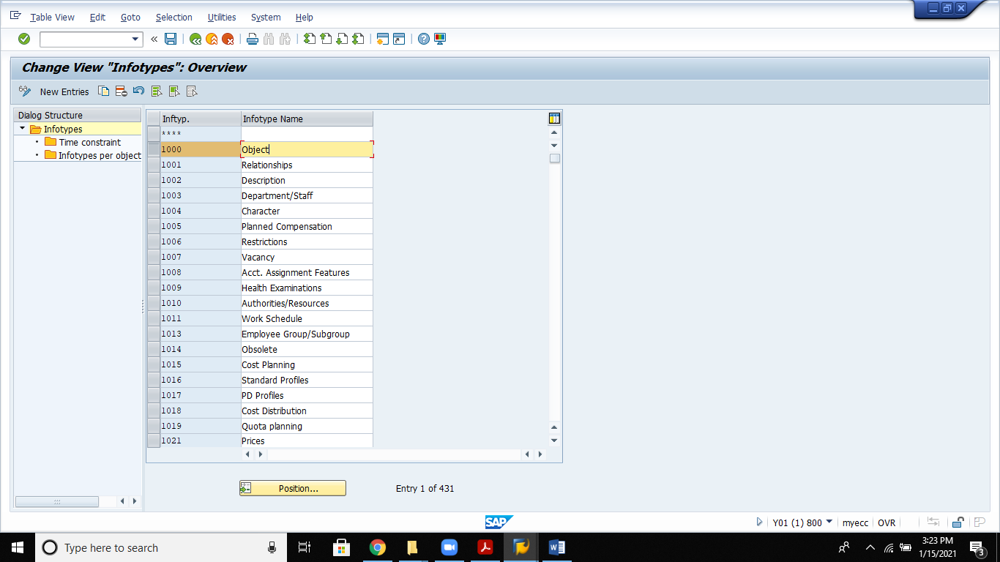 Table View Edit Goto Selection Utilities System Help
Change View "Infotypes": Overview
New Entries
Dialog Structure
Infotypes
Time constraint
Infotypes per object
Inftyp. Infotype Name
****
1000 Object
1001 Relationships
1002 Description
1003 Department/Staff
1004 Character
1005 Planned Compensation
1006 Restrictions
1007 Vacancy
1008 Acct. Assignment Features
1009 Health Examinations
1010 Authorities/Resources
1011 Work Schedule
1013 Employee Group/Subgroup
1014 Obsolete
1015 Cost Planning
1016 Standard Profiles
1017 PD Profiles
1018 Cost Distribution
1019 Quota planning
1021 Prices
Position... Entry 1 of 431
SAP Y01 (1) 800 myecc OVR
Type here to search
3:23 PM
1/15/2021
3